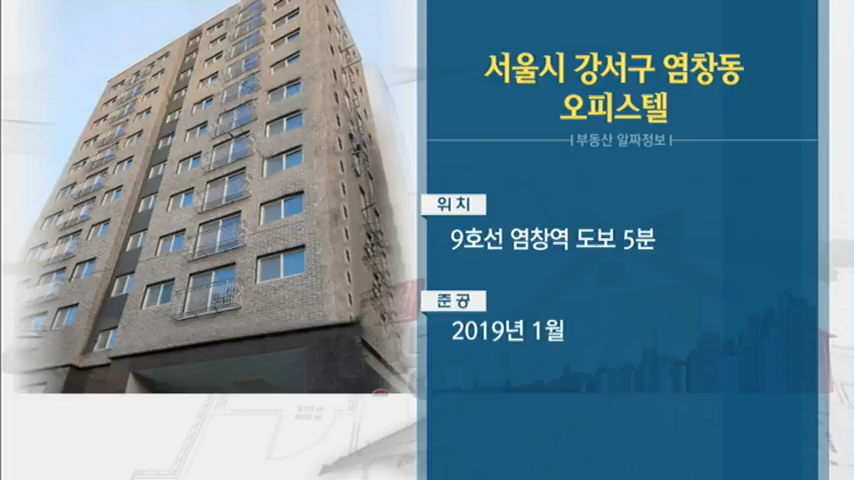 서울시 강서구 염창동
오피스텔
부동산 알짜정보
위치
9호선 염창역 도보 5분
준공
2019년 1월